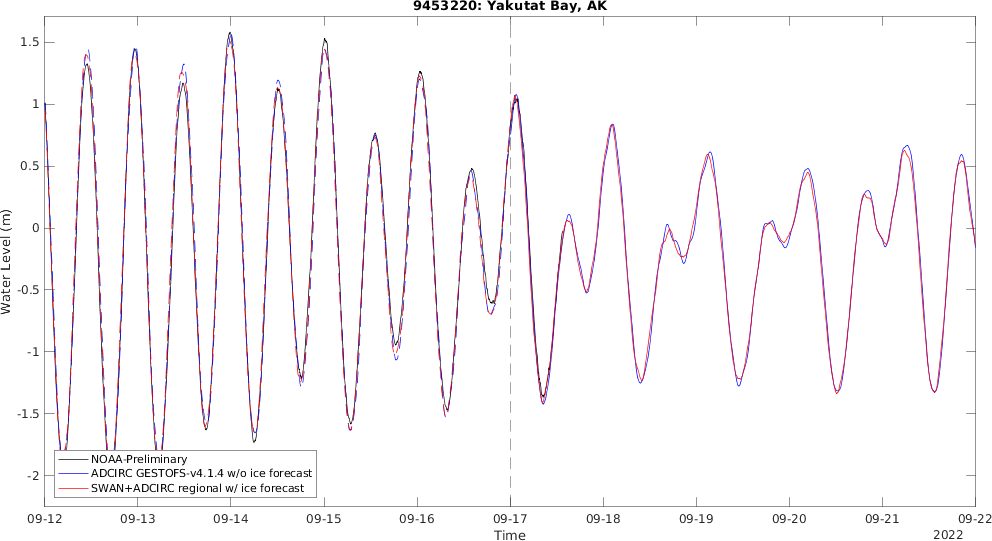 9453220: Yakutat Bay, AK
Water Level (m)
1.5
1
0.5
0
-0.5
-1
-1.5
-2
NOAA-Preliminary
ADCIRC GESTOFS-v4.1.4 w/o ice forecast
SWAN+ADCIRC regional w/ ice forecast
09-12 09-13 09-14 09-15 09-16 09-17 09-18 09-19 09-20 09-21 09-22
Time
2022